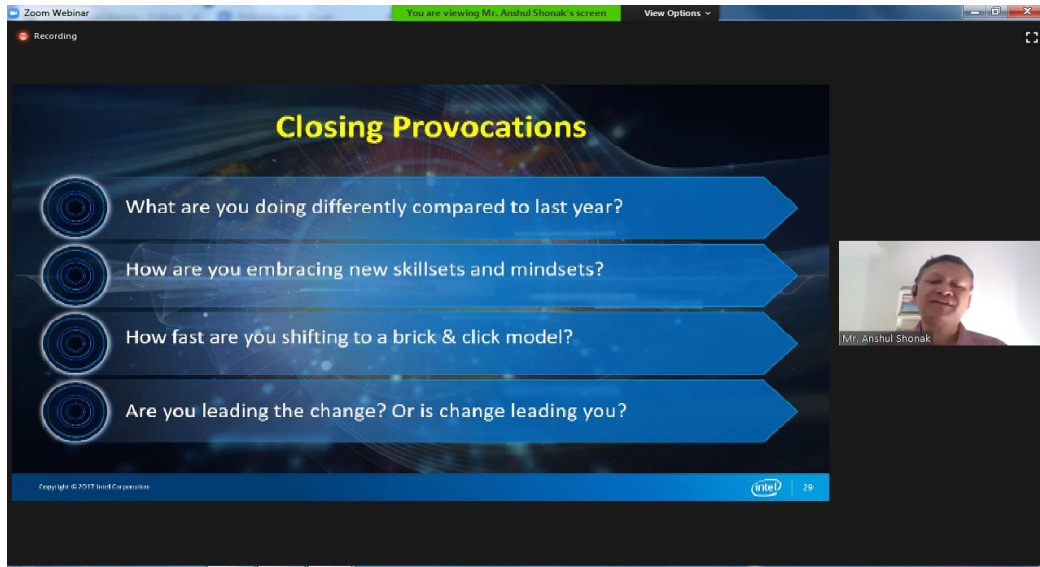 Zoom Webinar
You are viewing Mr. Anshul Shonak's screen
View Options
Recording
Closing Provocations
What are you doing differently compared to last year?
How are you embracing new skillsets and mindsets?
How fast are you shifting to a brick & click model?
Are you leading the change? Or is change leading you?
Mr. Anshul Shonak
Copyright © 2017 Intel Corporation
intel
29